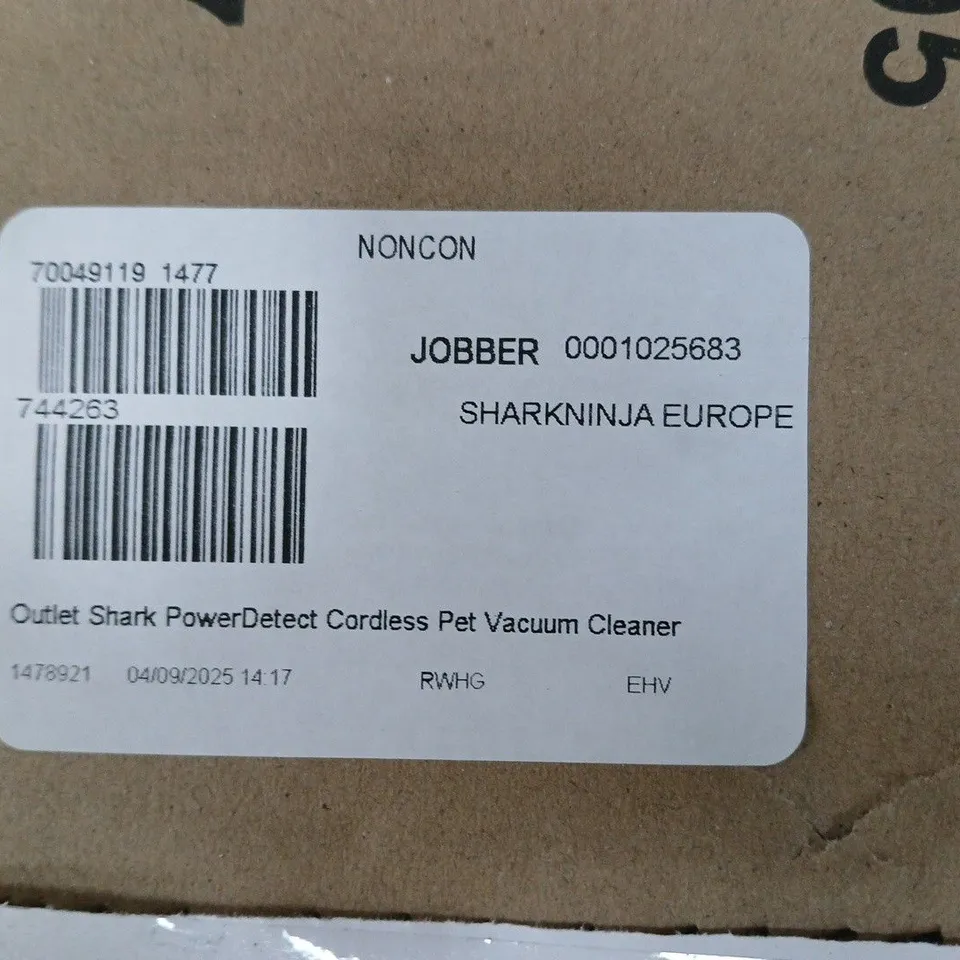 NONCON
70049119 1477
JOBBER 0001025683
744263
SHARKNINJA EUROPE
Outlet Shark PowerDetect Cordless Pet Vacuum Cleaner
1478921 04/09/2025 14:17 RWHG EHV